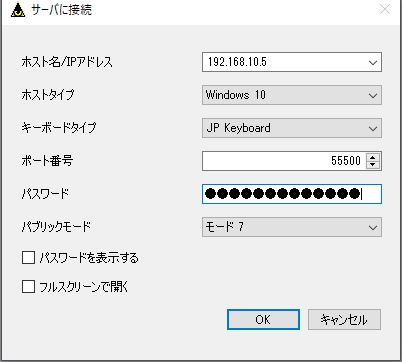 サーバに接続
ホスト名/IPアドレス 192.168.10.5
ホストタイプ Windows 10
キーボードタイプ JP Keyboard
ポート番号 55500
パスワード ●●●●●●●●●●●●●
パブリックモード モード 7
パスワードを表示する
フルスクリーンで開く
OK キャンセル